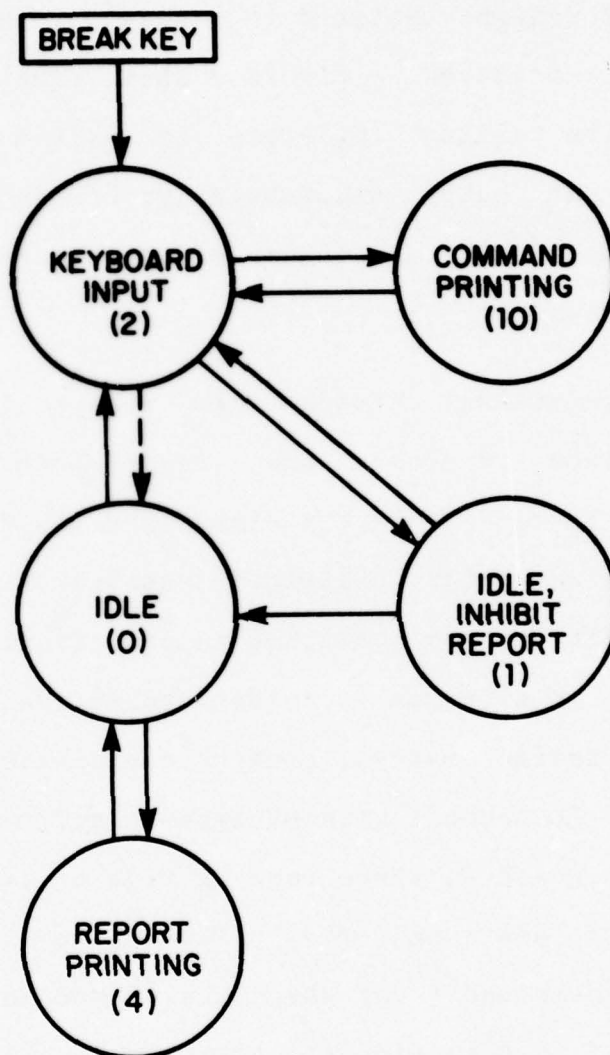 BREAK KEY
KEYBOARD
INPUT
(2)
COMMAND
PRINTING
(10)
IDLE
(0)
IDLE,
INHIBIT
REPORT
(1)
REPORT
PRINTING
(4)